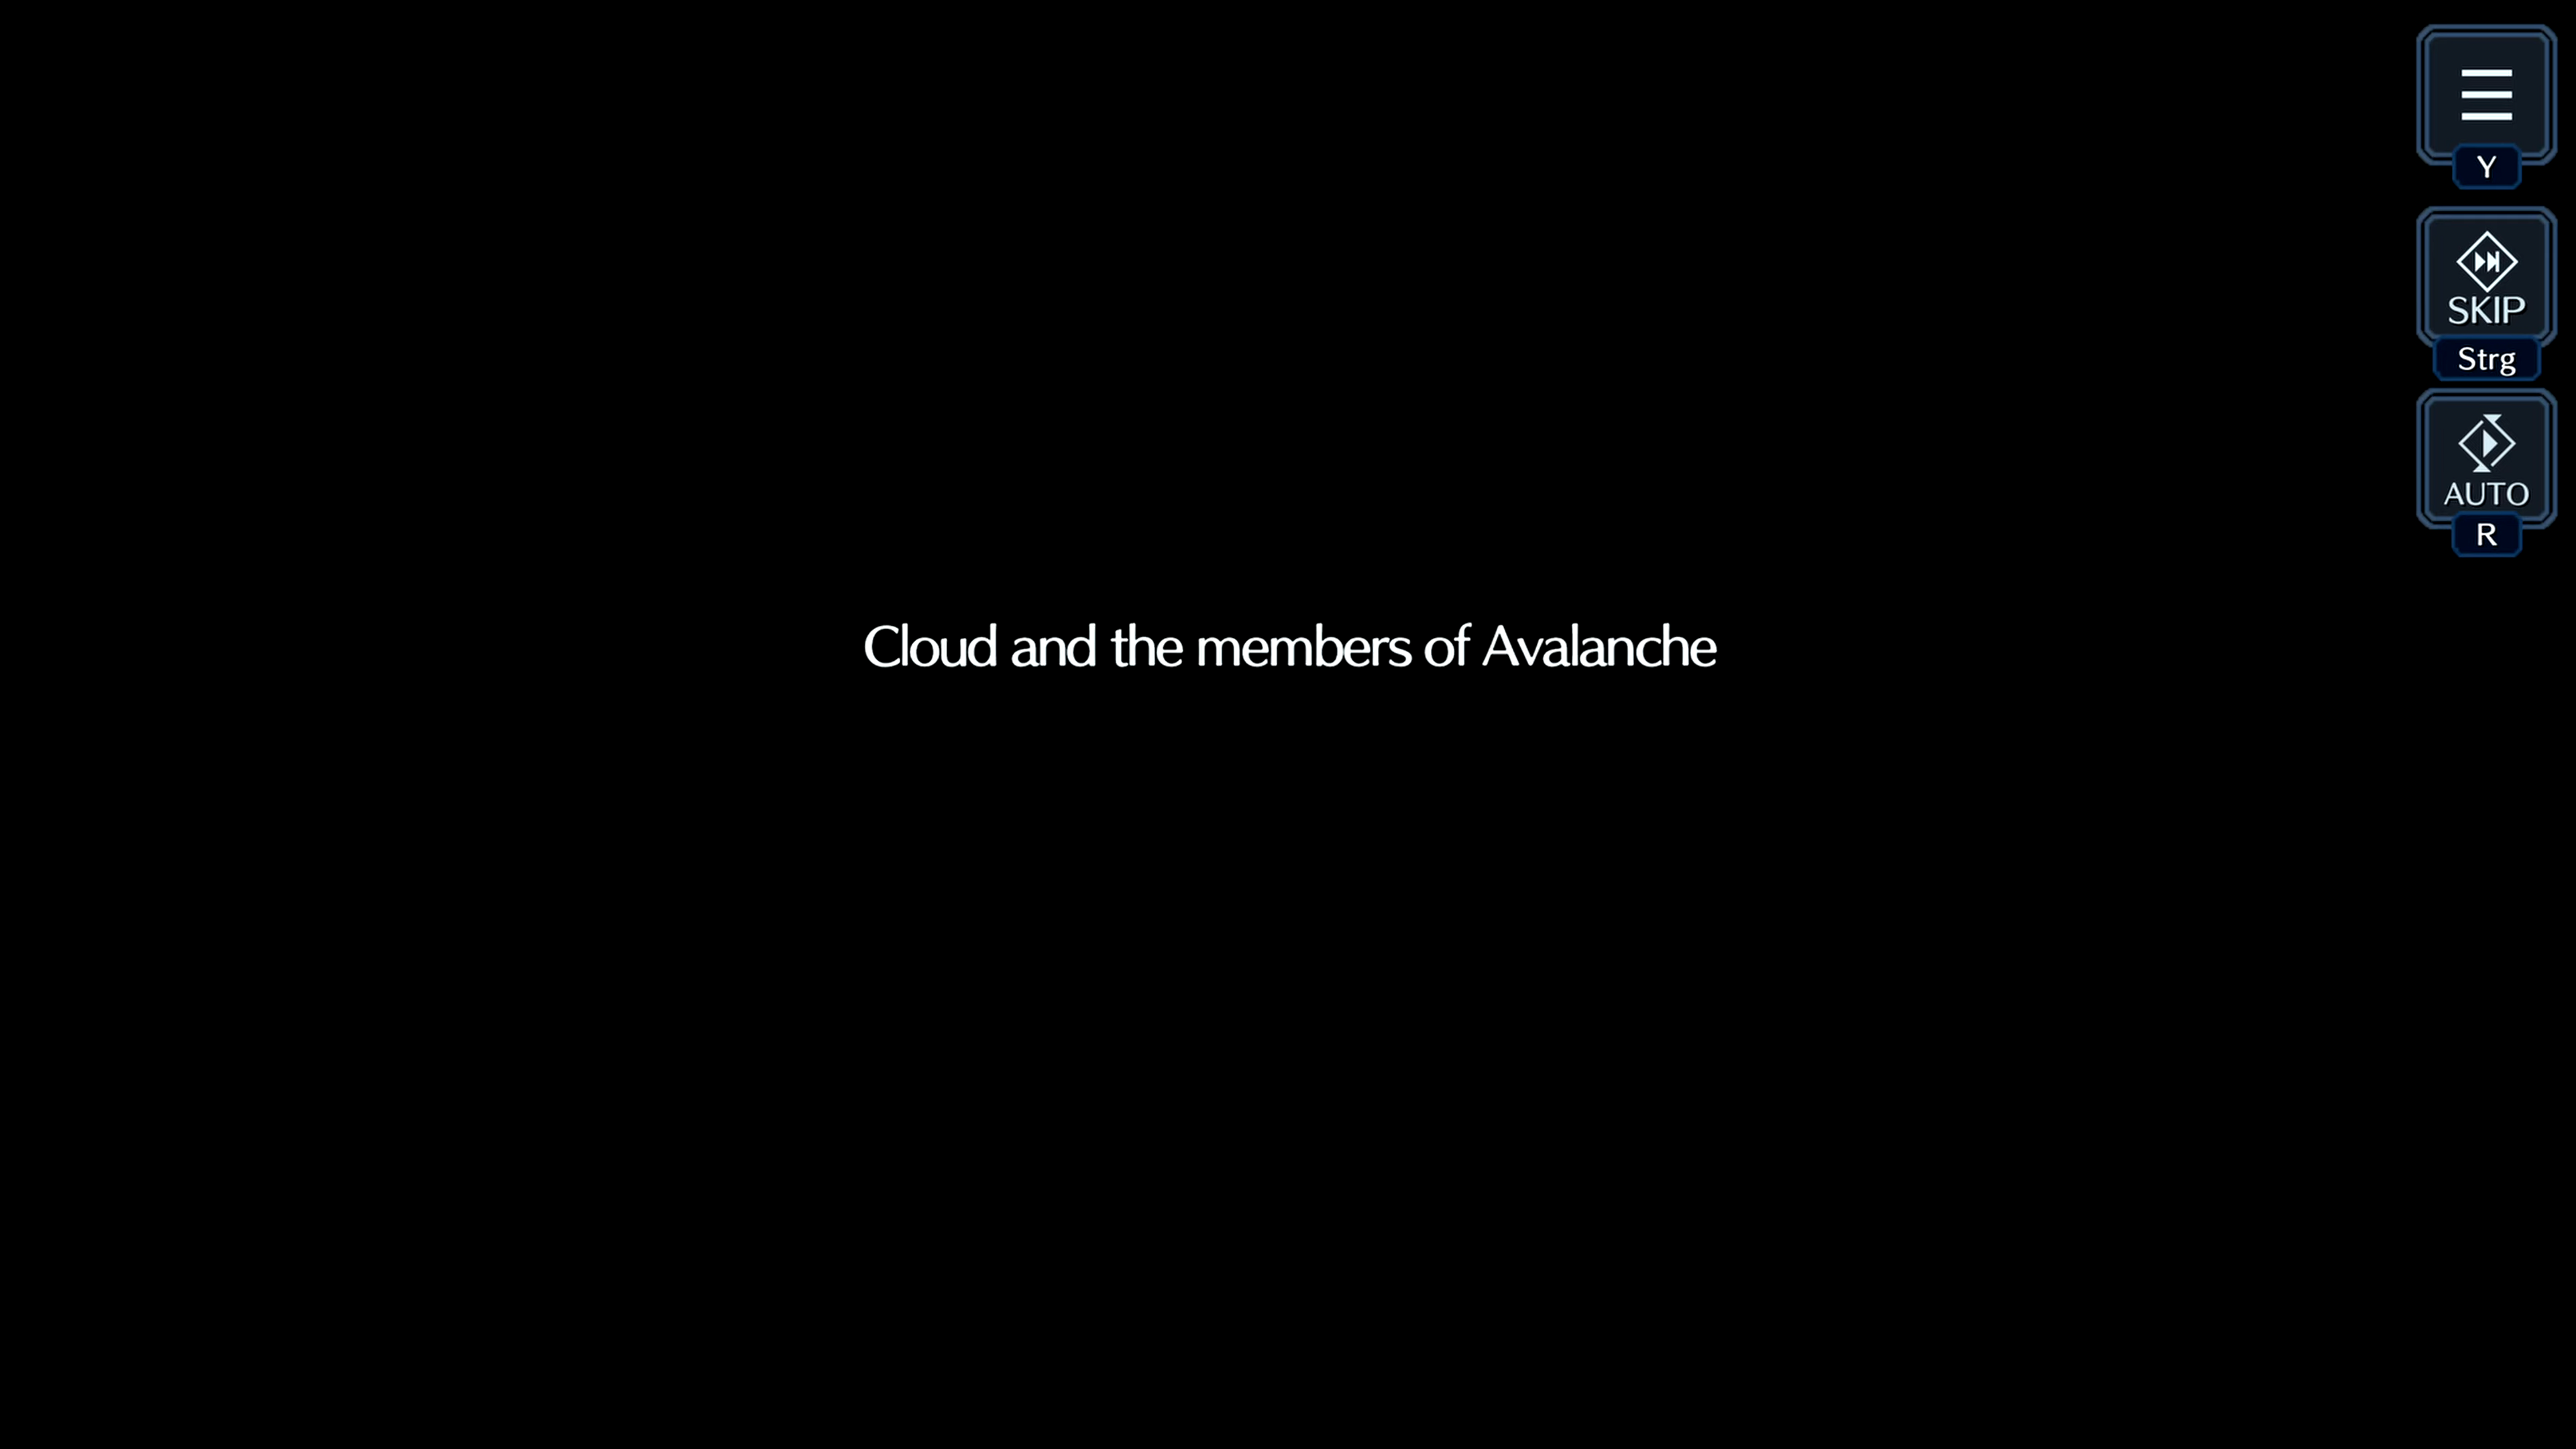 Y
SKIP
Strg
AUTO
R
Cloud and the members of Avalanche